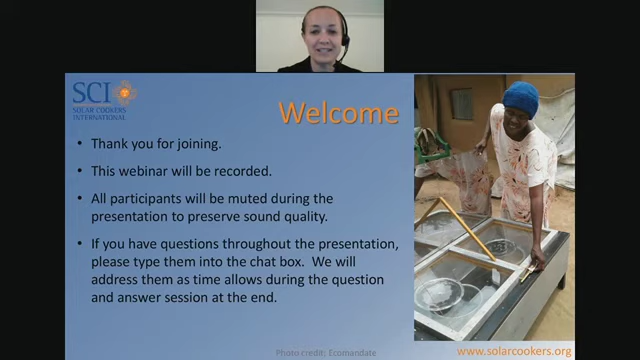 SCI
SOLAR COOKERS
INTERNATIONAL
Welcome
• Thank you for joining.
• This webinar will be recorded.
• All participants will be muted during the
presentation to preserve sound quality.
• If you have questions throughout the presentation,
please type them into the chat box. We will
address them as time allows during the question
and answer session at the end.
Photo credit: Ecomandate
www.solarcookers.org